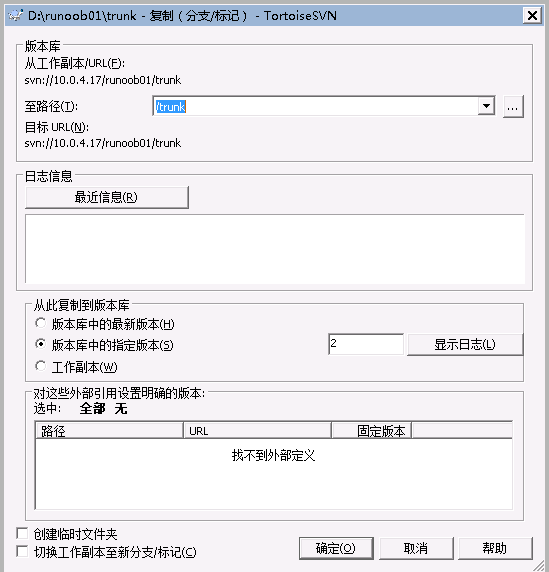 D:\runoob01\trunk - 复制（分支/标记） - TortoiseSVN
版本库
从工作副本/URL(F):
svn://10.0.4.17/runoob01/trunk
至路径(T): /trunk ...
目标 URL(N):
svn://10.0.4.17/runoob01/trunk
日志信息
最近信息(R)
从此复制到版本库
版本库中的最新版本(H)
版本库中的指定版本(S) 2 显示日志(L)
工作副本(W)
对这些外部引用设置明确的版本:
选中: 全部 无
路径 URL 固定版本
找不到外部定义
创建临时文件夹
切换工作副本至新分支/标记(C)
确定(O) 取消 帮助